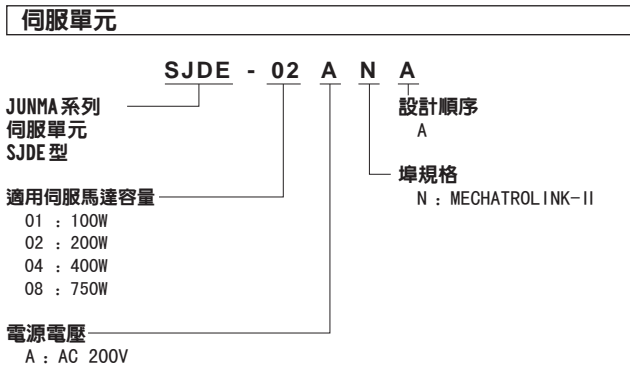 伺服單元
SJDE - 02 A N A
JUNMA系列
伺服單元
SJDE型
設計順序
A
埠規格
N : MECHATROLINK-II
適用伺服馬達容量
01 : 100W
02 : 200W
04 : 400W
08 : 750W
電源電壓
A : AC 200V